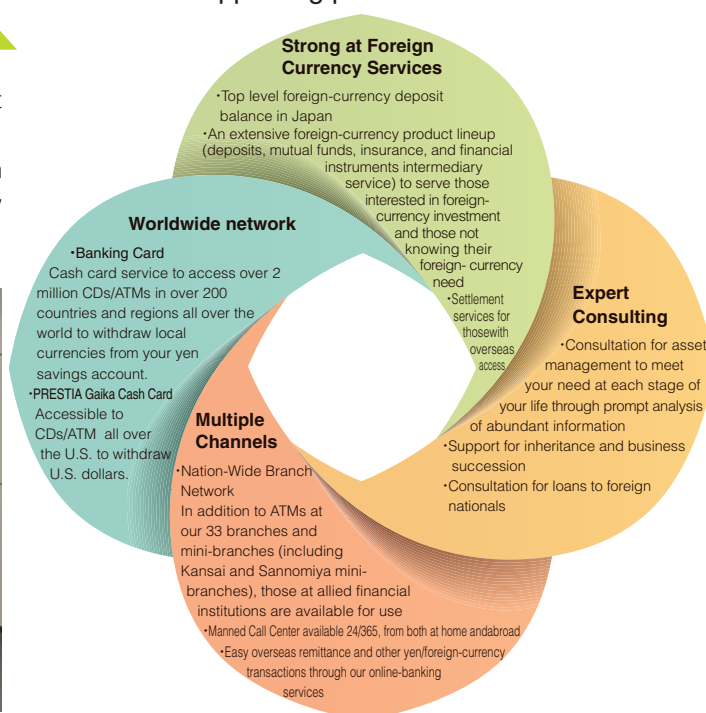 Strong at Foreign
Currency Services
・Top level foreign-currency deposit
balance in Japan
・An extensive foreign-currency product lineup
(deposits, mutual funds, insurance, and financial
instruments intermediary
service) to serve those
interested in foreign-
currency investment
and those not
knowing their
foreign- currency
need
・Settlement
services for
thosewith
overseas
access
Worldwide network
・Banking Card
Cash card service to access over 2
million CDs/ATMs in over 200
countries and regions all over the
world to withdraw local
currencies from your yen
savings account.
・PRESTIA Gaika Cash Card
Accessible to
CDs/ATM all over
the U.S. to withdraw
U.S. dollars.
Expert
Consulting
・Consultation for asset
management to meet
your need at each stage of
your life through prompt analysis
of abundant information
・Support for inheritance and business
succession
・Consultation for loans to foreign
nationals
Multiple
Channels
・Nation-Wide Branch
Network
In addition to ATMs at
our 33 branches and
mini-branches (including
Kansai and Sannomiya mini-
branches), those at allied financial
institutions are available for use
・Manned Call Center available 24/365, from both at home andabroad
・Easy overseas remittance and other yen/foreign-currency
transactions through our online-banking
services